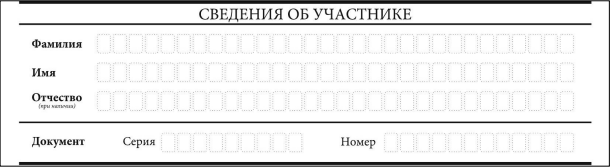 СВЕДЕНИЯ ОБ УЧАСТНИКЕ
Фамилия
Имя
Отчество
(при наличии)
Документ Серия Номер